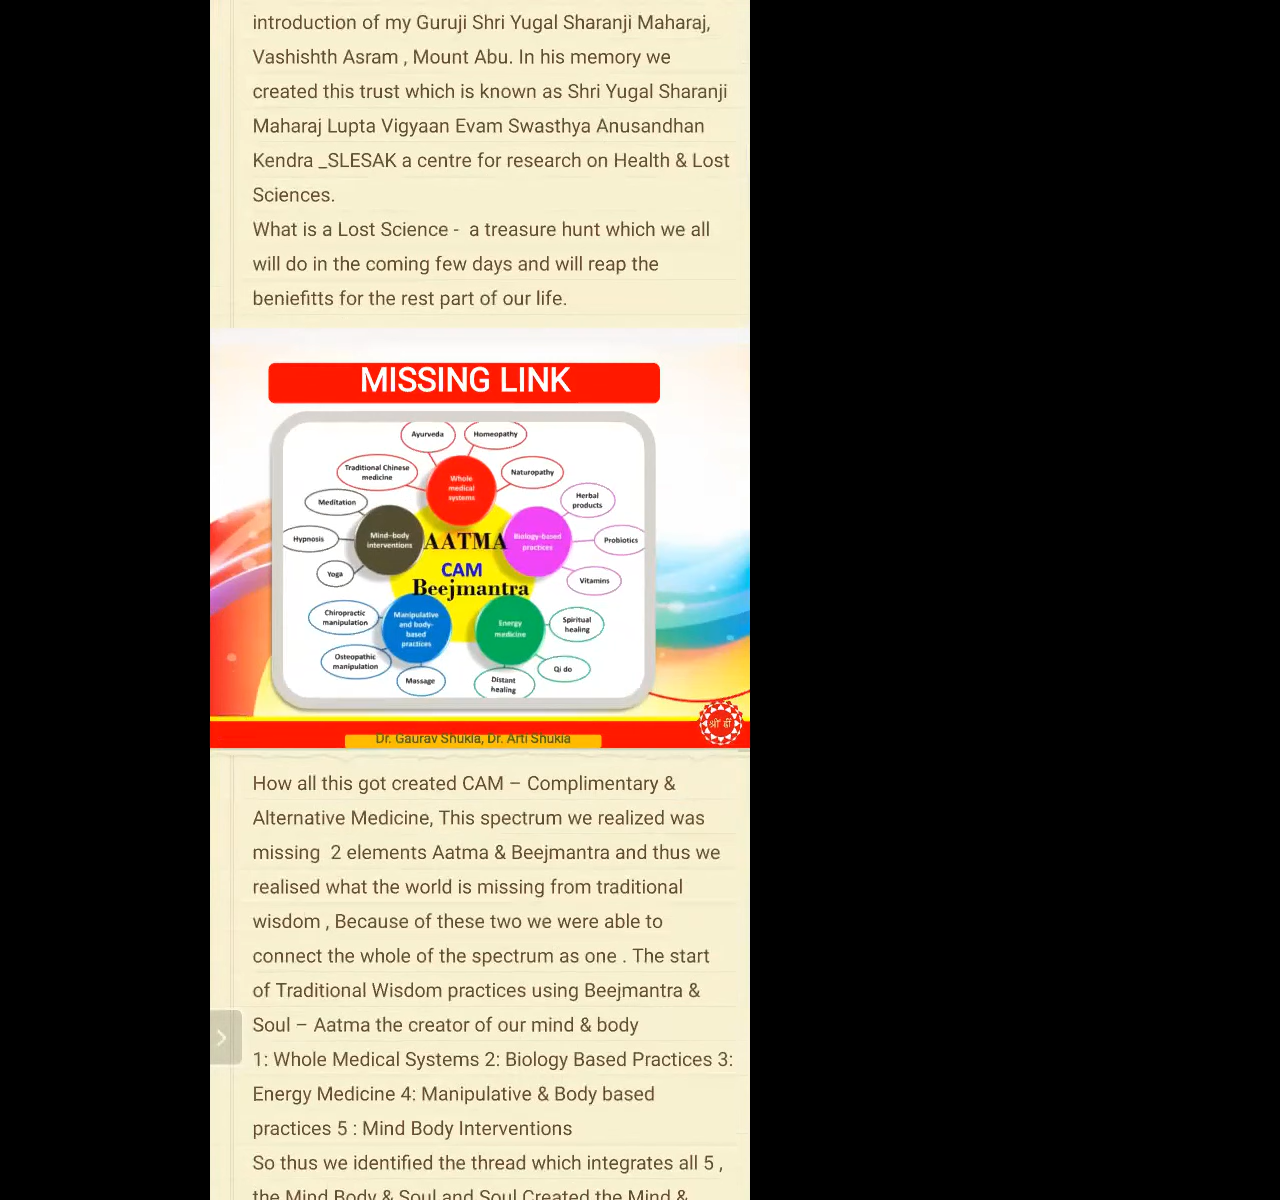 introduction of my Guruji Shri Yugal Sharanji Maharaj,
Vashishth Asram , Mount Abu. In his memory we
created this trust which is known as Shri Yugal Sharanji
Maharaj Lupta Vigyaan Evam Swasthya Anusandhan
Kendra _SLESAK a centre for research on Health & Lost
Sciences.
What is a Lost Science -  a treasure hunt which we all
will do in the coming few days and will reap the
beniefitts for the rest part of our life.
MISSING LINK
Ayurveda
Homeopathy
Traditional Chinese
medicine
Whole
medical
systems
Naturopathy
Meditation
Herbal
products
Hypnosis
Mind-body
interventions
AATMA
Biology-based
practices
Probiotics
Yoga
CAM
Beejmantra
Vitamins
Chiropractic
manipulation
Manipulative
and body-
based
practices
Energy
medicine
Spiritual
healing
Osteopathic
manipulation
Massage
Distant
healing
Qi do
श्रीं ह्रीं
Dr. Gaurav Shukla, Dr. Arti Shukla
How all this got created CAM – Complimentary &
Alternative Medicine, This spectrum we realized was
missing  2 elements Aatma & Beejmantra and thus we
realised what the world is missing from traditional
wisdom , Because of these two we were able to
connect the whole of the spectrum as one . The start
of Traditional Wisdom practices using Beejmantra &
Soul – Aatma the creator of our mind & body
1: Whole Medical Systems 2: Biology Based Practices 3:
Energy Medicine 4: Manipulative & Body based
practices 5 : Mind Body Interventions
So thus we identified the thread which integrates all 5 ,
the Mind Body & Soul and Soul Created the Mind &